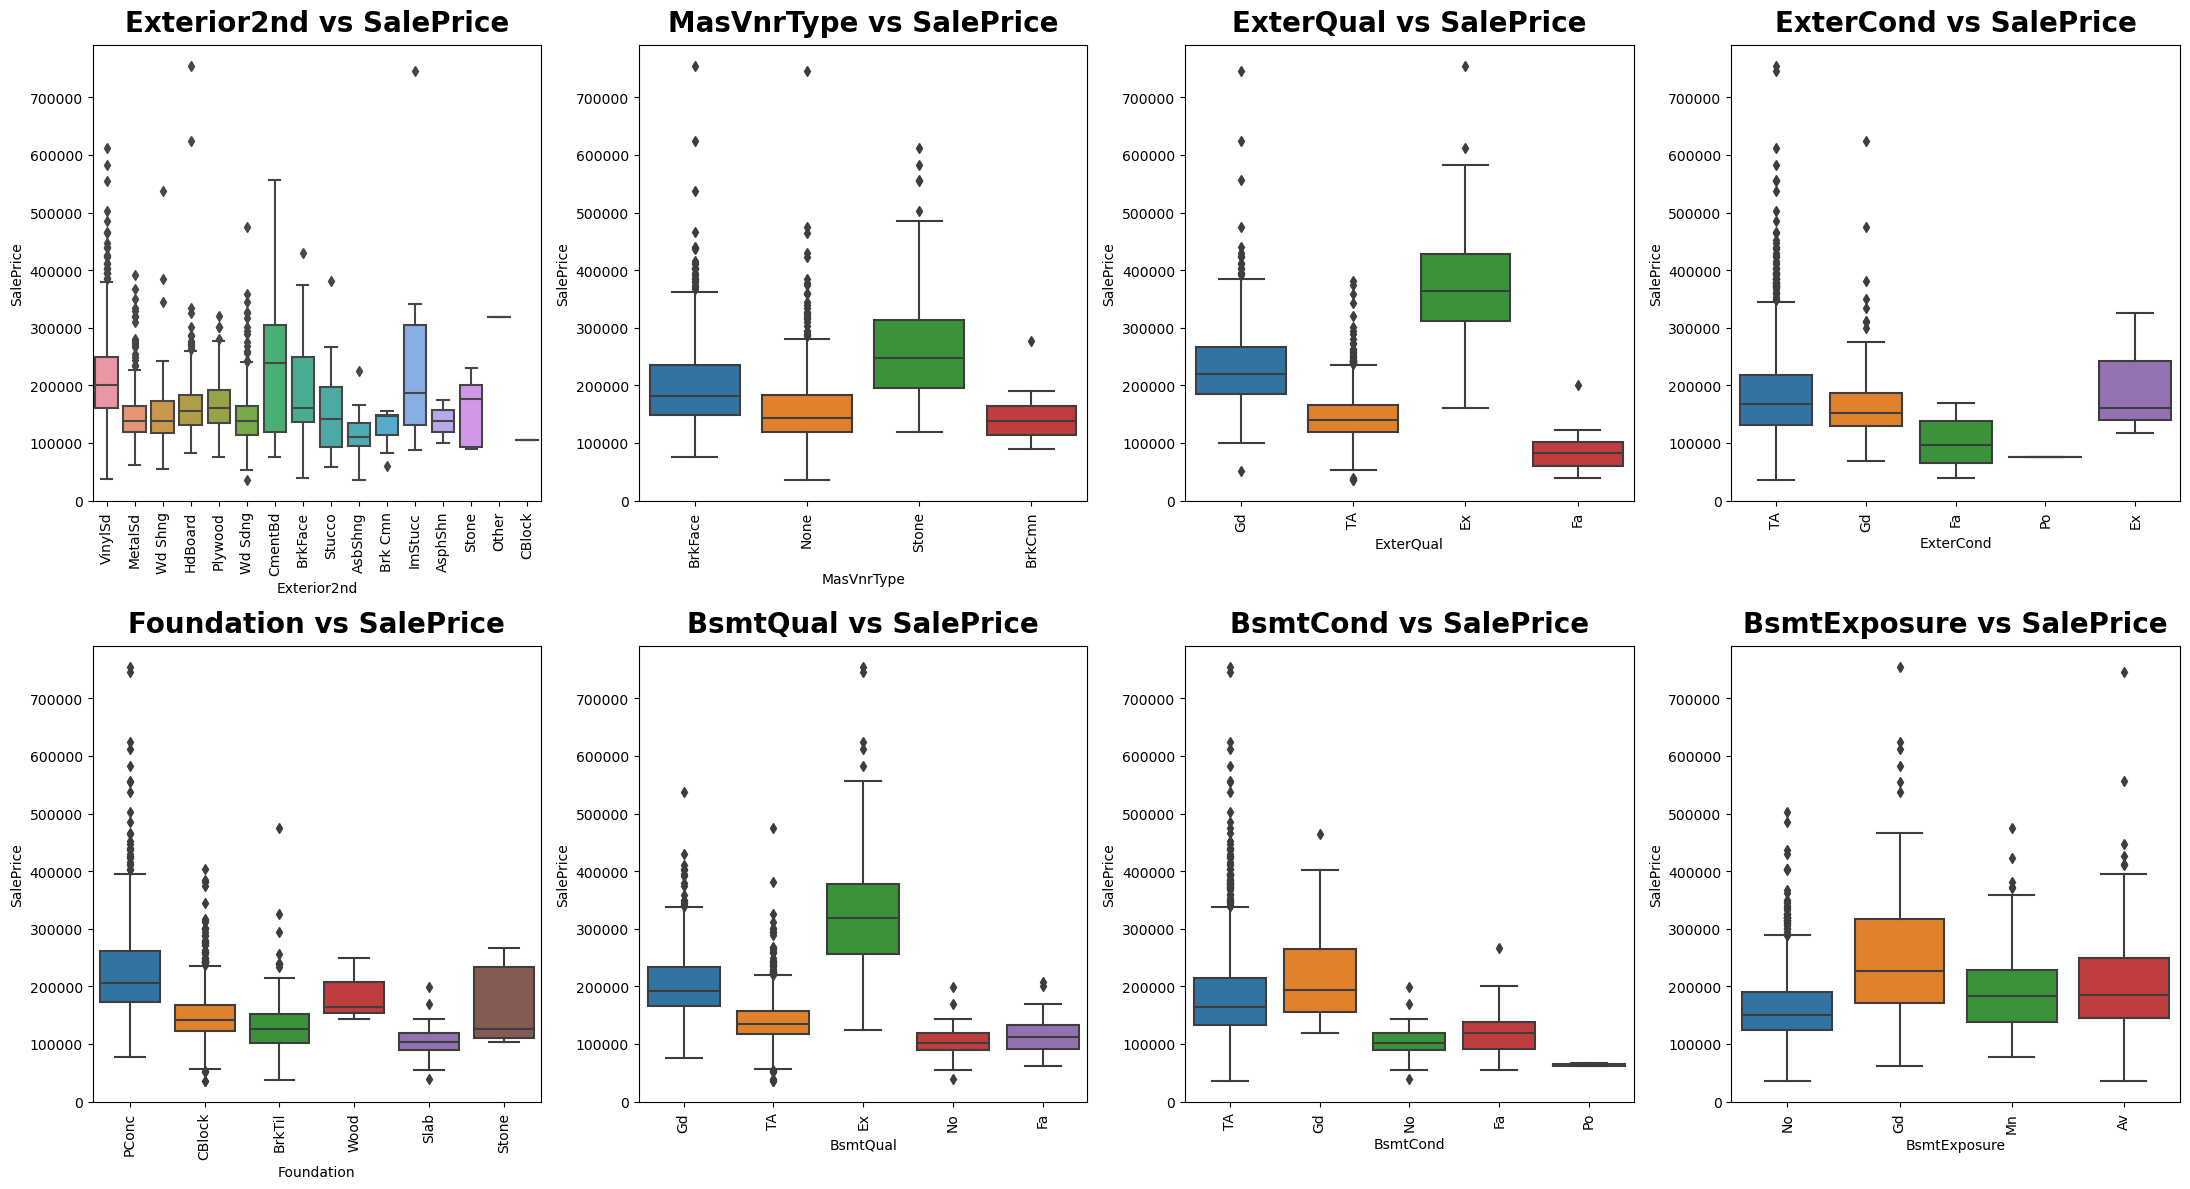 Exterior2nd vs SalePrice
SalePrice
700000
600000
500000
400000
300000
200000
100000
0
VinylSd
MetalSd
Wd Shng
HdBoard
Plywood
Wd Sdng
CmentBd
BrkFace
Stucco
AsbShng
Brk Cmn
ImStucc
AsphShn
Stone
Other
CBlock
Exterior2nd
MasVnrType vs SalePrice
SalePrice
700000
600000
500000
400000
300000
200000
100000
0
BrkFace
None
Stone
BrkCmn
MasVnrType
ExterQual vs SalePrice
SalePrice
700000
600000
500000
400000
300000
200000
100000
0
Gd
TA
Ex
Fa
ExterQual
ExterCond vs SalePrice
SalePrice
700000
600000
500000
400000
300000
200000
100000
0
TA
Gd
Fa
Po
Ex
ExterCond
Foundation vs SalePrice
SalePrice
700000
600000
500000
400000
300000
200000
100000
0
PConc
CBlock
BrkTil
Wood
Slab
Stone
Foundation
BsmtQual vs SalePrice
SalePrice
700000
600000
500000
400000
300000
200000
100000
0
Gd
TA
Ex
No
Fa
BsmtQual
BsmtCond vs SalePrice
SalePrice
700000
600000
500000
400000
300000
200000
100000
0
TA
Gd
No
Fa
Po
BsmtCond
BsmtExposure vs SalePrice
SalePrice
700000
600000
500000
400000
300000
200000
100000
0
No
Gd
Mn
Av
BsmtExposure